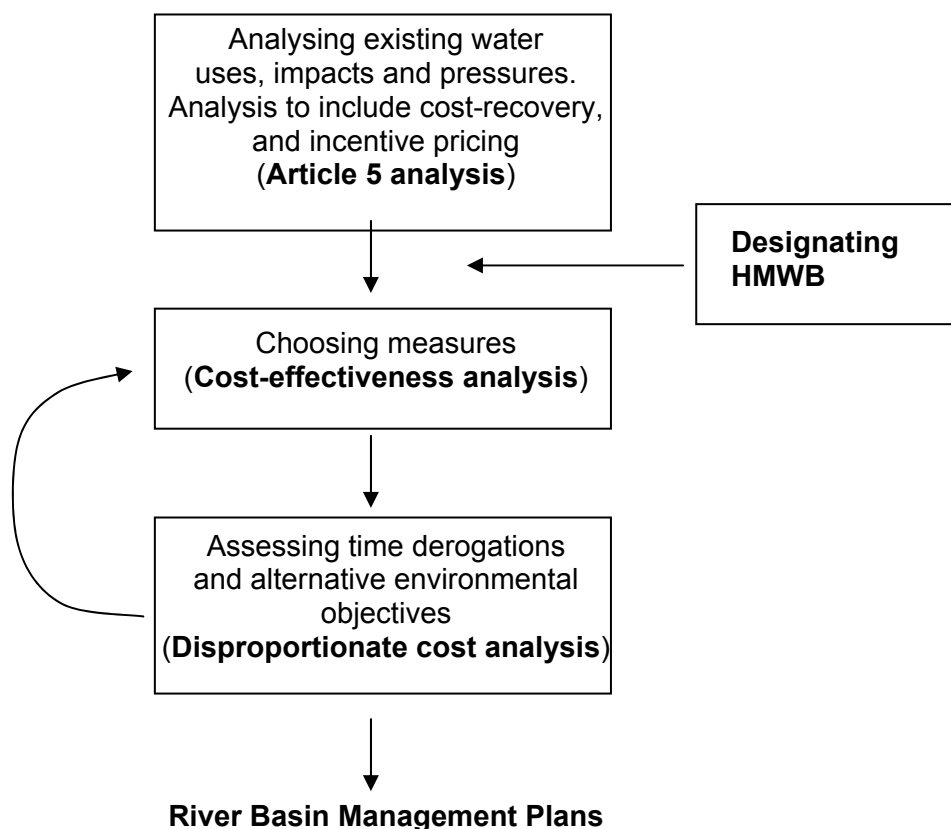 Analysing existing water
uses, impacts and pressures.
Analysis to include cost-recovery,
and incentive pricing
(Article 5 analysis)
Designating
HMWB
Choosing measures
(Cost-effectiveness analysis)
Assessing time derogations
and alternative environmental
objectives
(Disproportionate cost analysis)
River Basin Management Plans